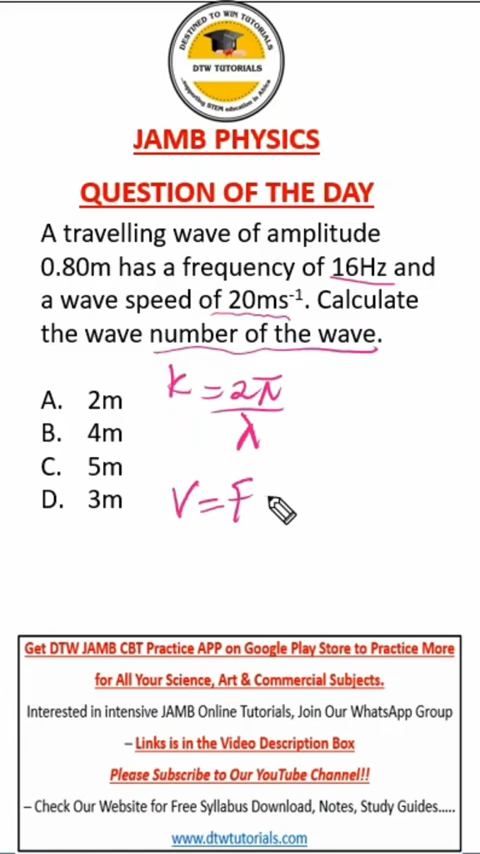 DESTINED TO WIN TUTORIALS
DTW TUTORIALS
...supporting STEM education in Africa
JAMB PHYSICS
QUESTION OF THE DAY
A travelling wave of amplitude
0.80m has a frequency of 16Hz and
a wave speed of 20ms⁻¹. Calculate
the wave number of the wave.
A. 2m
B. 4m
C. 5m
D. 3m
K = 2π
λ
V = F
Get DTW JAMB CBT Practice APP on Google Play Store to Practice More
for All Your Science, Art & Commercial Subjects.
Interested in intensive JAMB Online Tutorials, Join Our WhatsApp Group
– Links is in the Video Description Box
Please Subscribe to Our YouTube Channel!!
– Check Our Website for Free Syllabus Download, Notes, Study Guides.....
www.dtwtutorials.com